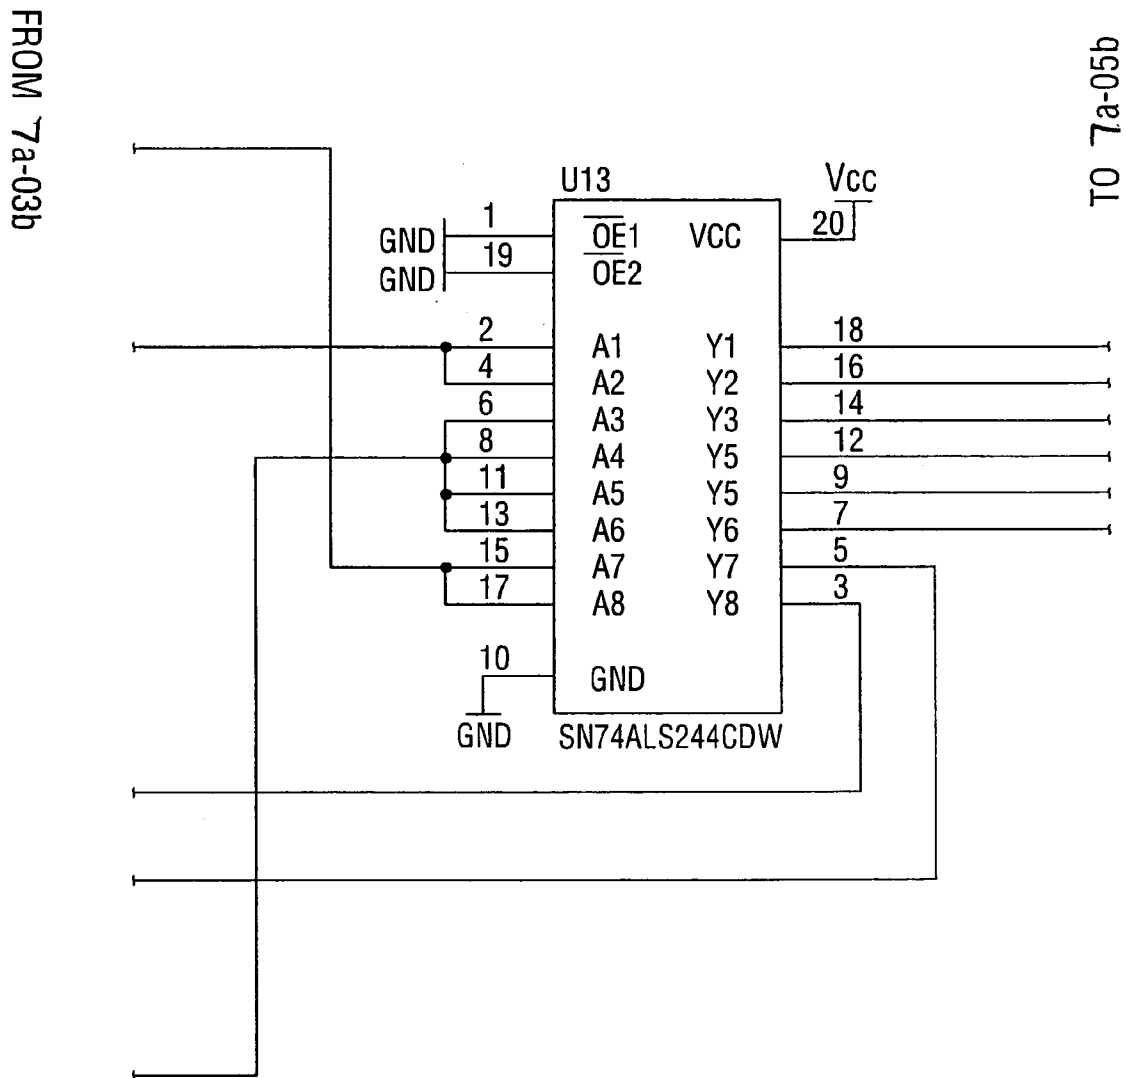 FROM 7a-03b
TO 7a-05b
U13
Vcc
1
OE1
VCC
20
GND
19
OE2
GND
2
A1
Y1
18
4
A2
Y2
16
6
A3
Y3
14
8
A4
Y5
12
11
A5
Y5
9
13
A6
Y6
7
15
A7
Y7
5
17
A8
Y8
3
10
GND
GND
SN74ALS244CDW